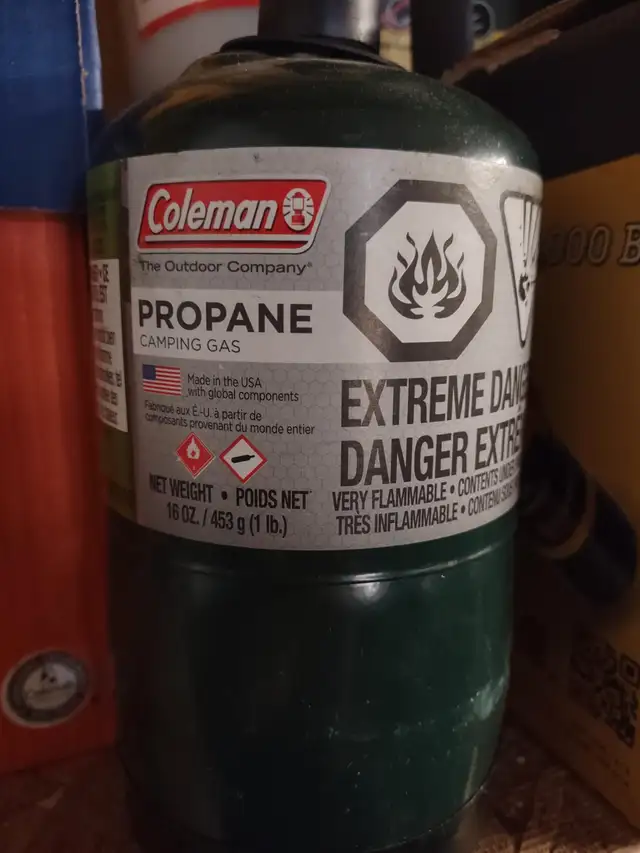 Coleman
The Outdoor Company®
PROPANE
CAMPING GAS
Made in the USA
with global components
Fabriqué aux É.-U. à partir de
composants provenant du monde entier
NET WEIGHT • POIDS NET
16 OZ. / 453 g (1 lb.)
EXTREME
DANGER
VERY FLAMMABLE • CONTENTS
TRÈS INFLAMMABLE • CONTENU